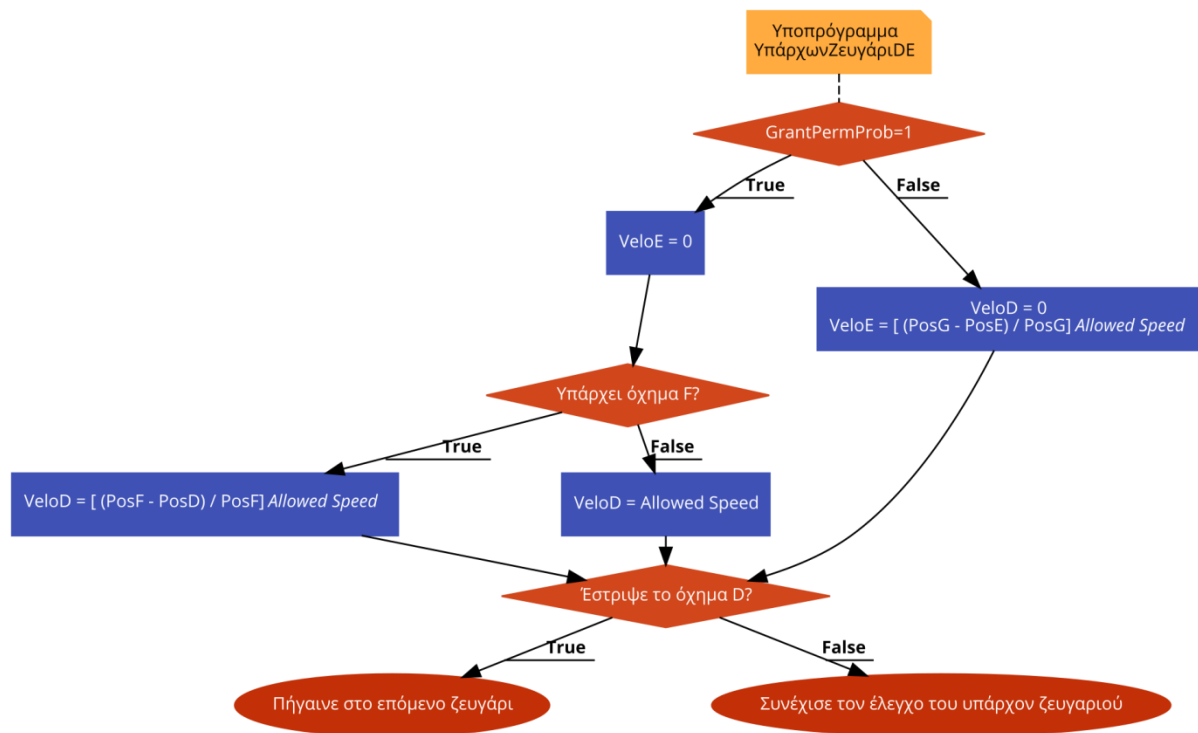 Υποπρόγραμμα
ΥπάρχωνΖευγάριDE
GrantPermProb=1
True
False
VeloE = 0
VeloD = 0
VeloE = [ (PosG - PosE) / PosG] Allowed Speed
Υπάρχει όχημα F?
True
False
VeloD = [ (PosF - PosD) / PosF] Allowed Speed
VeloD = Allowed Speed
Έστριψε το όχημα D?
True
False
Πήγαινε στο επόμενο ζευγάρι
Συνέχισε τον έλεγχο του υπάρχον ζευγαριού